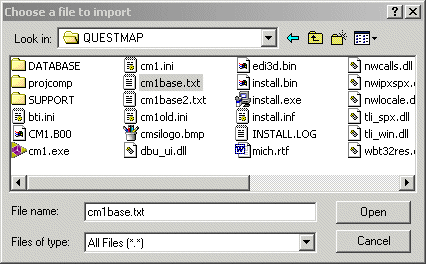 Choose a file to import
Look in: QUESTMAP
DATABASE cm1.ini edi3d.bin nwcalls.dll
projcomp cm1base.txt install.bin nwipxspx.dll
SUPPORT cm1base2.txt install.exe nwlocale.dl
bti.ini cm1old.ini install.inf tli_spx.dll
CM1.B00 cmsilogo.bmp INSTALL.LOG tli_win.dll
cm1.exe dbu_ui.dll mich.rtf wbt32res.d
File name: cm1base.txt Open
Files of type: All Files (*.*) Cancel